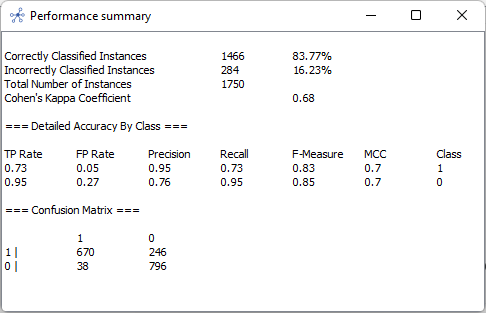 Performance summary
Correctly Classified Instances 1466 83.77%
Incorrectly Classified Instances 284 16.23%
Total Number of Instances 1750
Cohen's Kappa Coefficient 0.68
=== Detailed Accuracy By Class ===
TP Rate FP Rate Precision Recall F-Measure MCC Class
0.73 0.05 0.95 0.73 0.83 0.7 1
0.95 0.27 0.76 0.95 0.85 0.7 0
=== Confusion Matrix ===
1 0
1 | 670 246
0 | 38 796